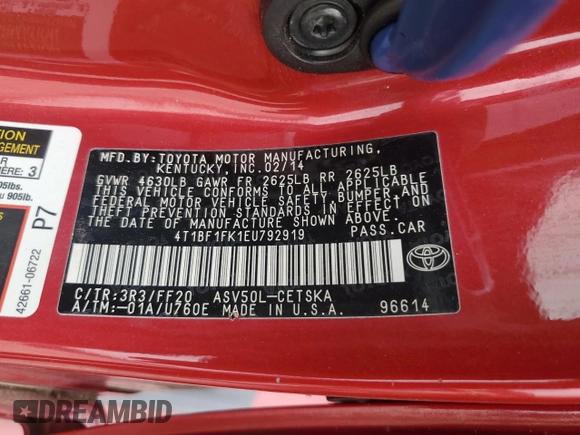 MFD.BY:TOYOTA MOTOR MANUFACTURING,
KENTUCKY, INC.02/14
GVWR 4630LB GAWR FR 2625LB RR 2625LB
THIS VEHICLE CONFORMS TO ALL APPLICABLE
FEDERAL MOTOR VEHICLE SAFETY, BUMPER, AND
THEFT PREVENTION STANDARDS IN EFFECT ON
THE DATE OF MANUFACTURE SHOWN ABOVE.
4T1BF1FK1EU792919 PASS.CAR
C/TR:3R3/FF20 ASV50L-CETSKA
A/TM:-01A/U760E MADE IN U.S.A. 96614
TOYOTA
3
905lbs.
P7
42661-06722
DREAMBID